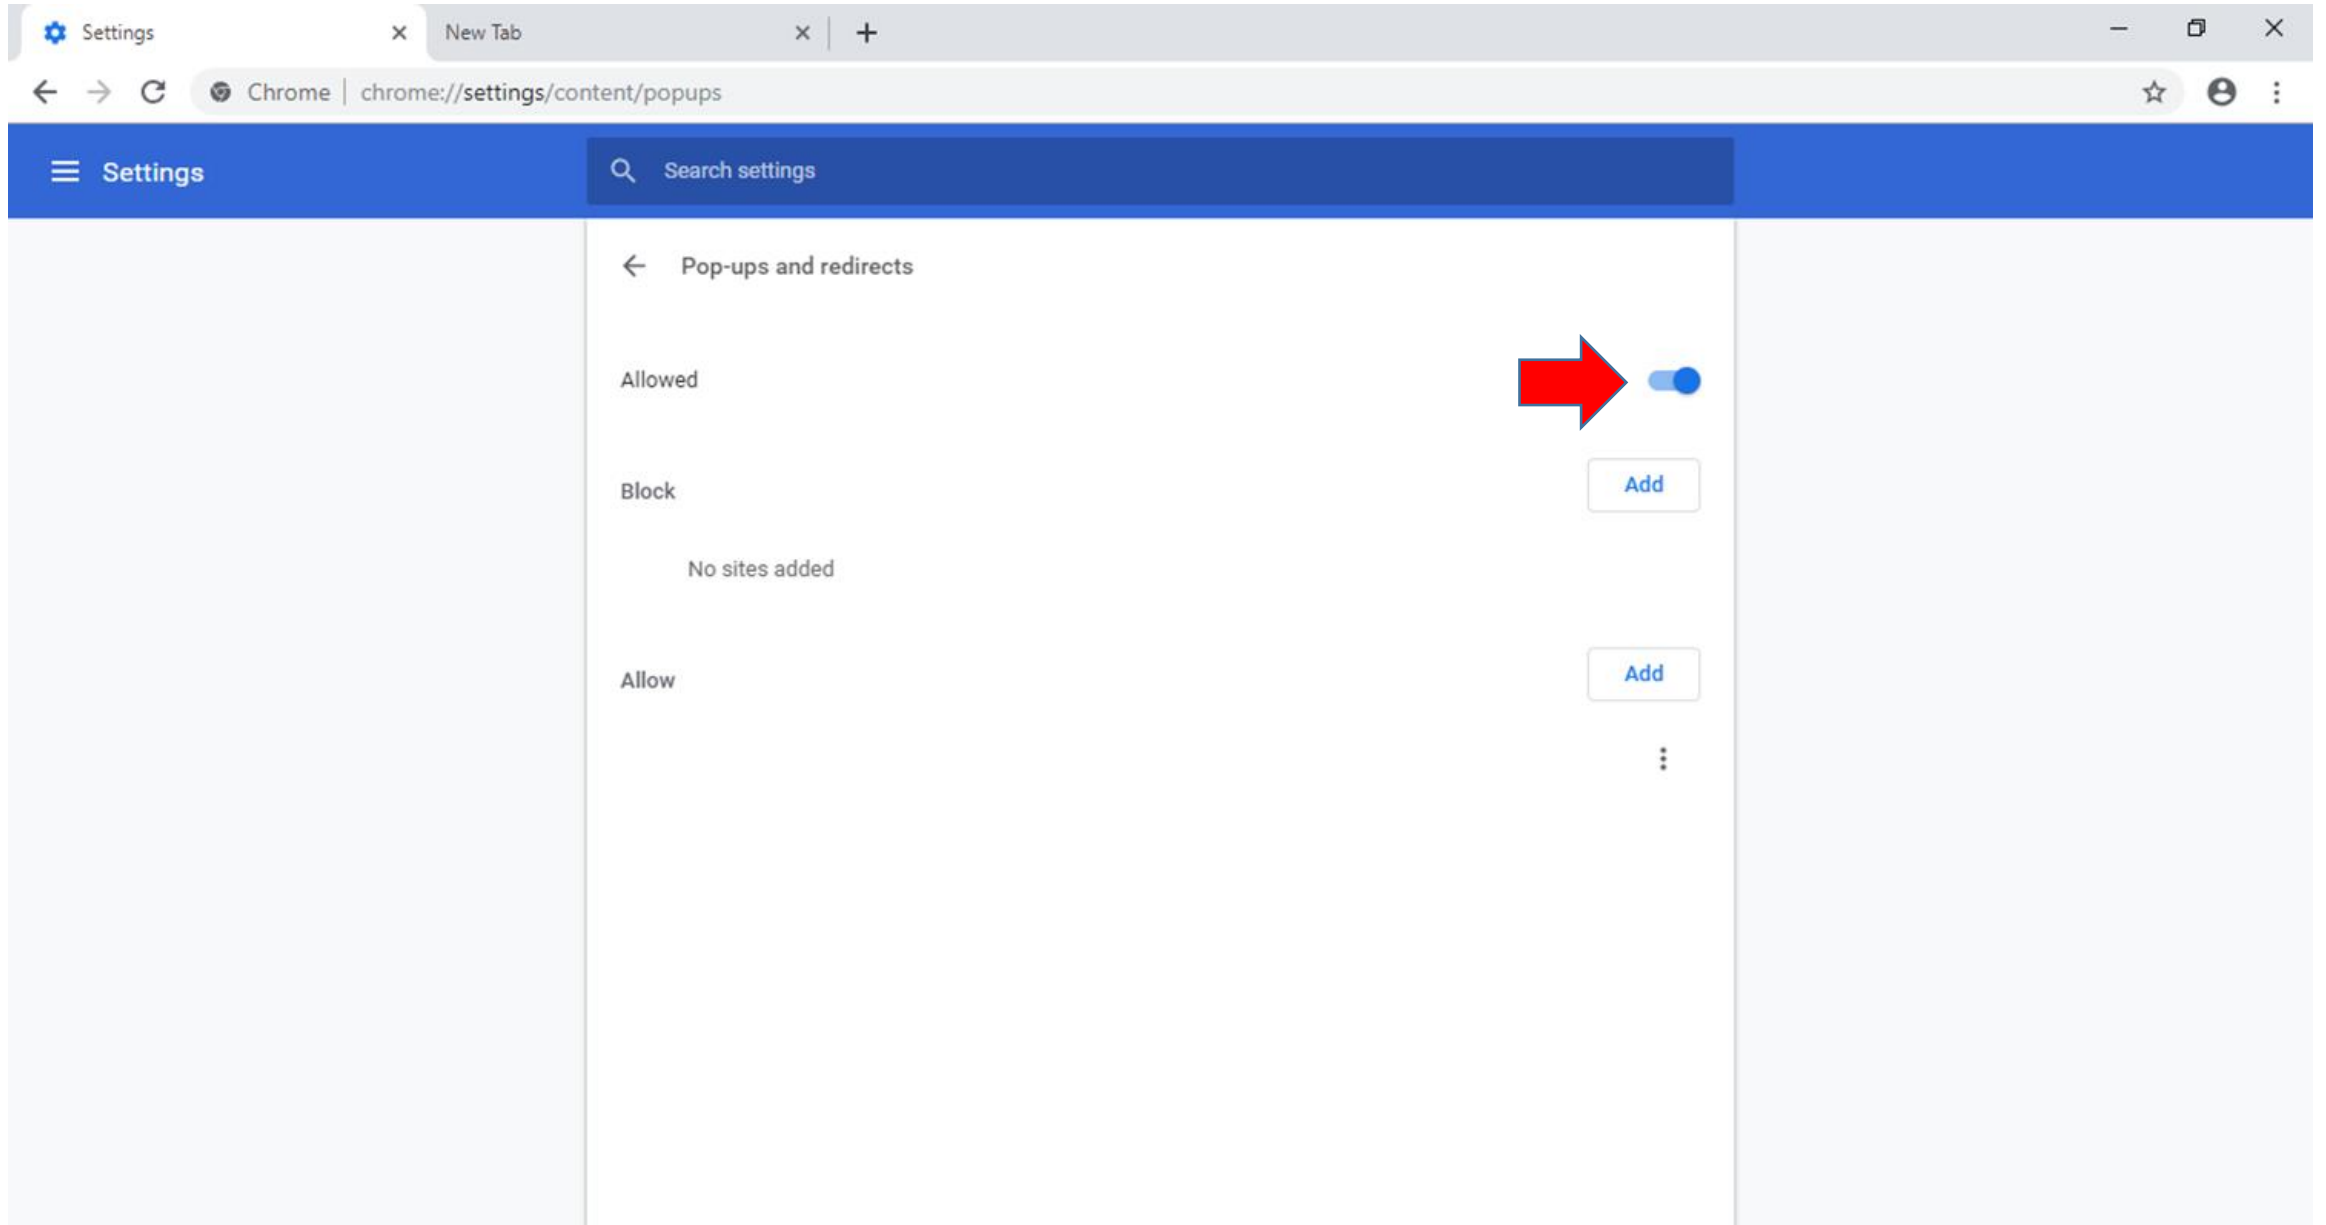 Settings
New Tab
Chrome | chrome://settings/content/popups
Settings
Search settings
Pop-ups and redirects
Allowed
Block
Add
No sites added
Allow
Add